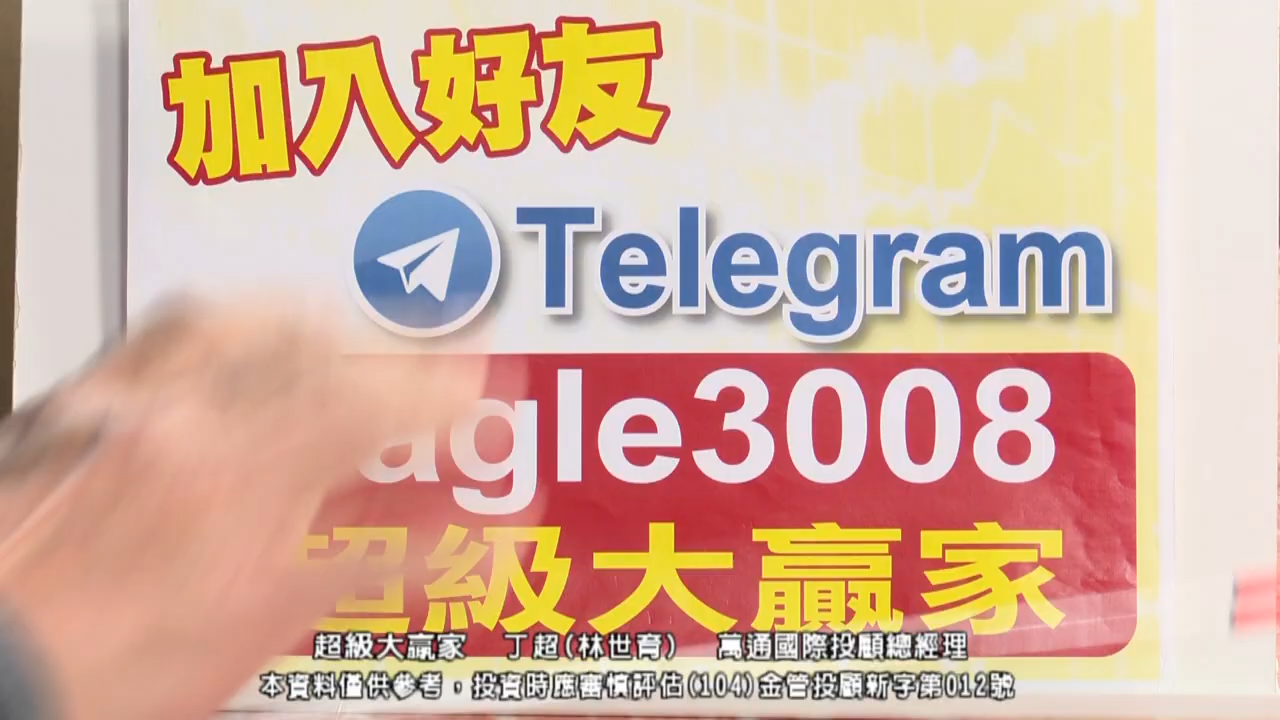 加入好友
Telegram
agle3008
超級大贏家
超級大贏家 丁超(林世育) 萬通國際投顧總經理
本資料僅供參考，投資時應審慎評估(104)金管投顧新字第012號